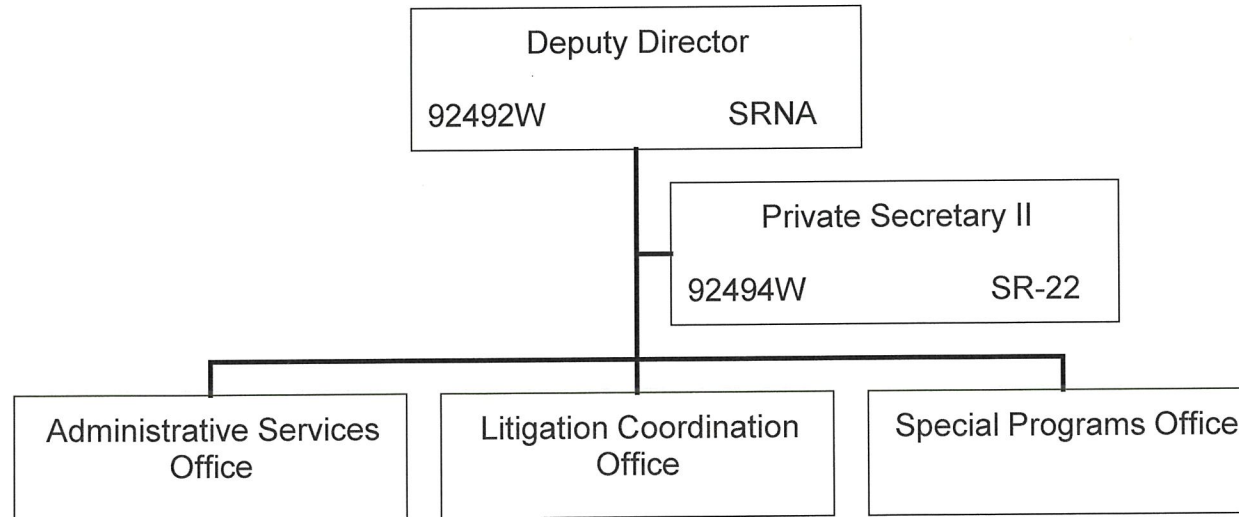 Deputy Director
92492W SRNA
Private Secretary II
92494W SR-22
Administrative Services
Office
Litigation Coordination
Office
Special Programs Office